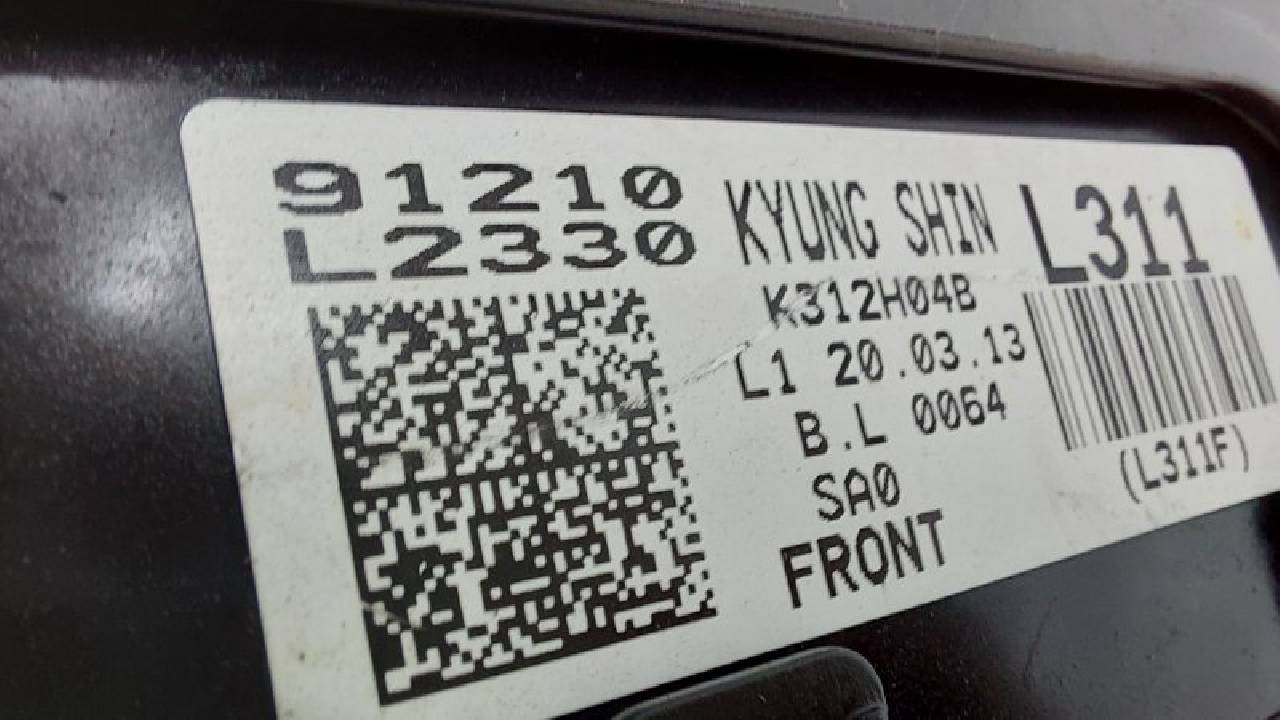 91210
L2330
KYUNG SHIN
K312H04B
L1 20.03.13
B.L 0064
SA0
FRONT
L311
(L311F)